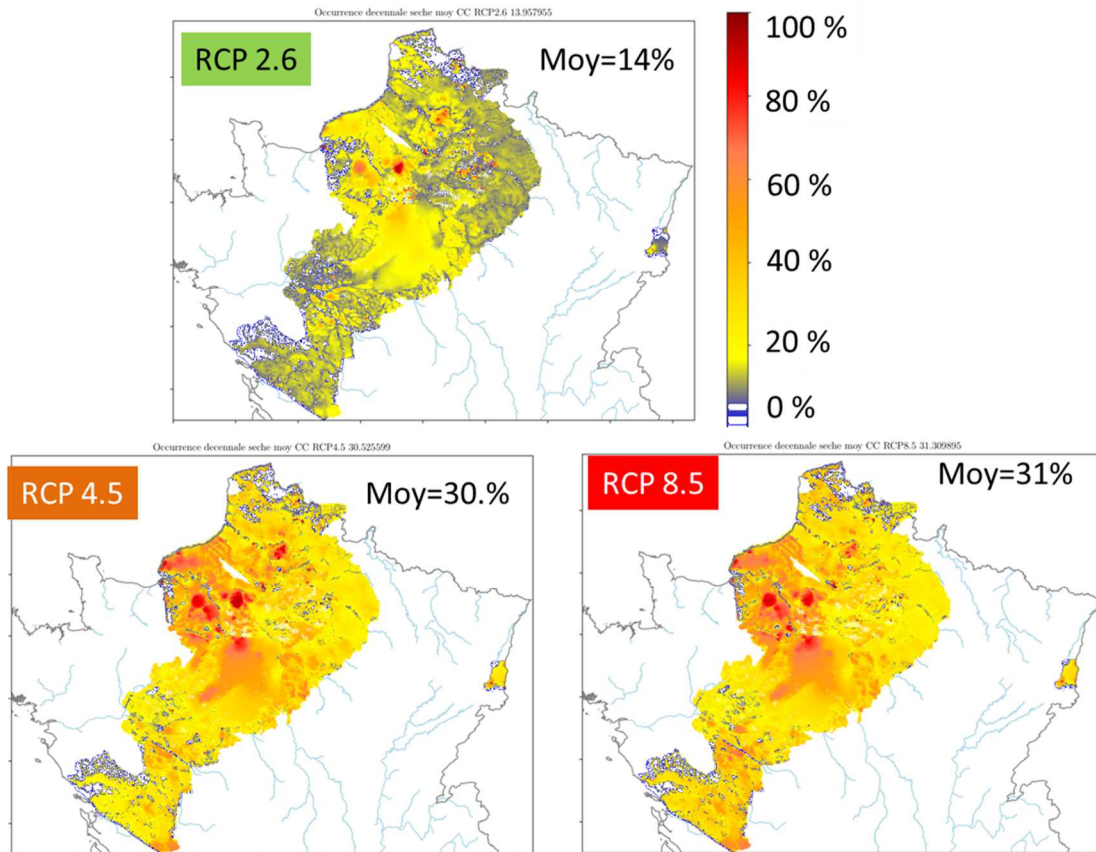 Occurrence decennale seche moy CC RCP2.6 13.957955
RCP 2.6
Moy=14%
100 %
80 %
60 %
40 %
20 %
0 %
Occurrence decennale seche moy CC RCP4.5 30.525599
RCP 4.5
Moy=30.%
Occurrence decennale seche moy CC RCP8.5 31.309895
RCP 8.5
Moy=31%